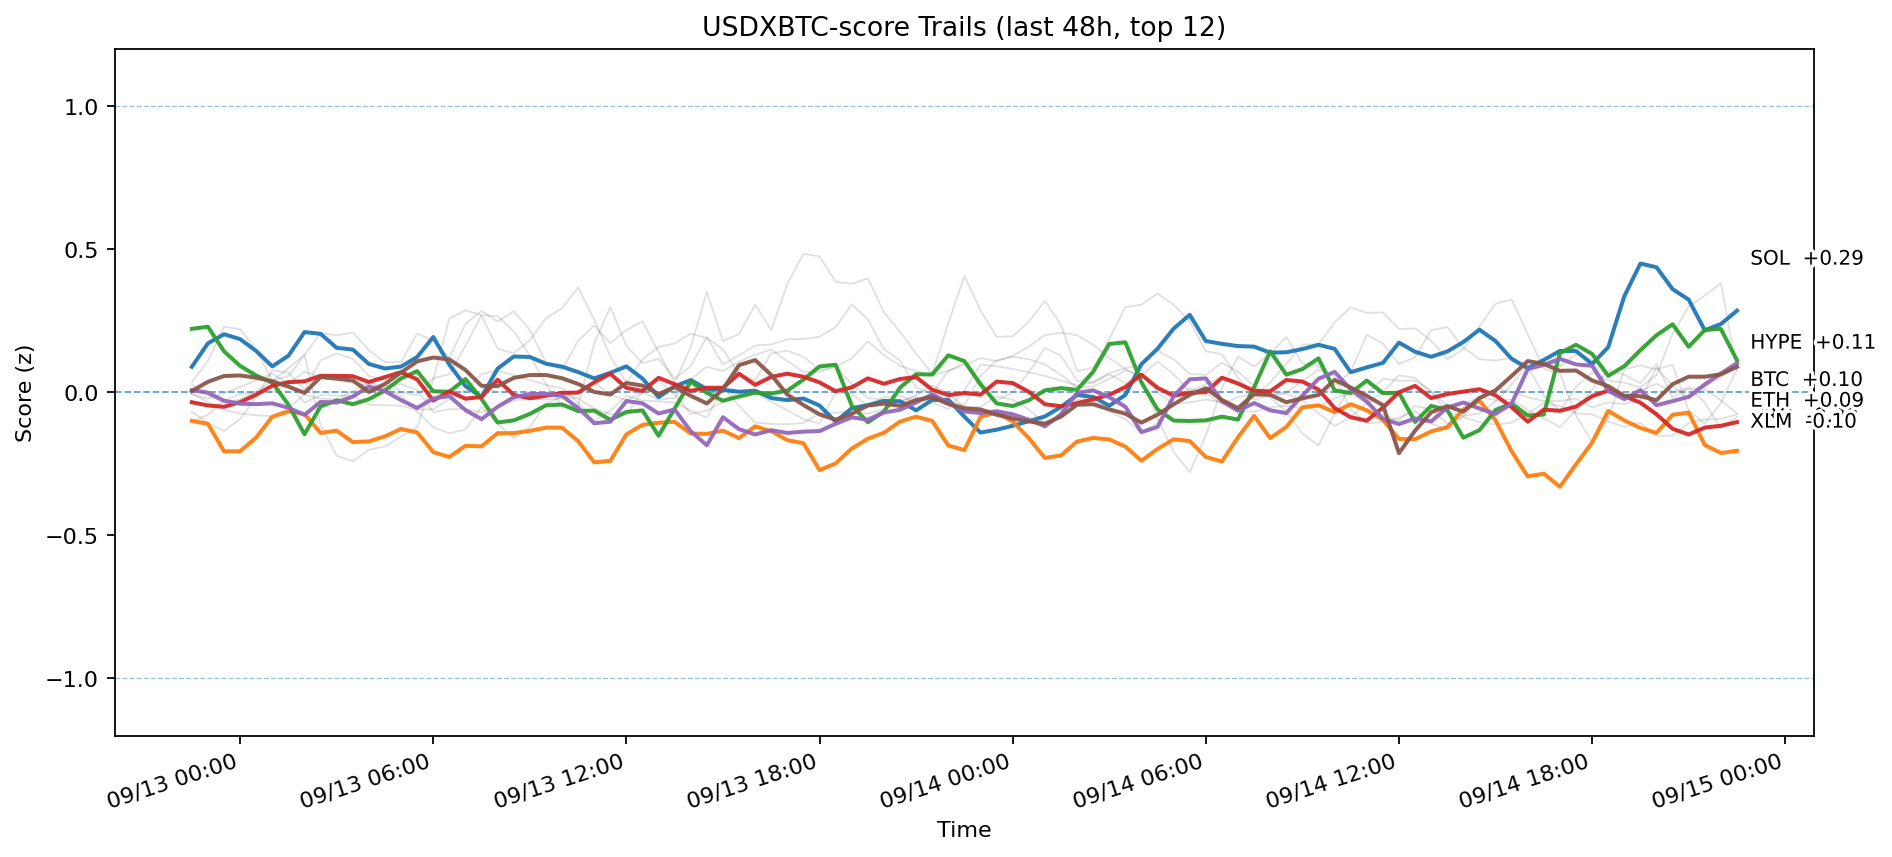 USDXBTC-score Trails (last 48h, top 12)
Score (z)
1.0
0.5
0.0
−0.5
−1.0
SOL +0.29
HYPE +0.11
BTC +0.10
ETH +0.09
XLM -0.10
09/13 00:00
09/13 06:00
09/13 12:00
09/13 18:00
09/14 00:00
09/14 06:00
09/14 12:00
09/14 18:00
09/15 00:00
Time